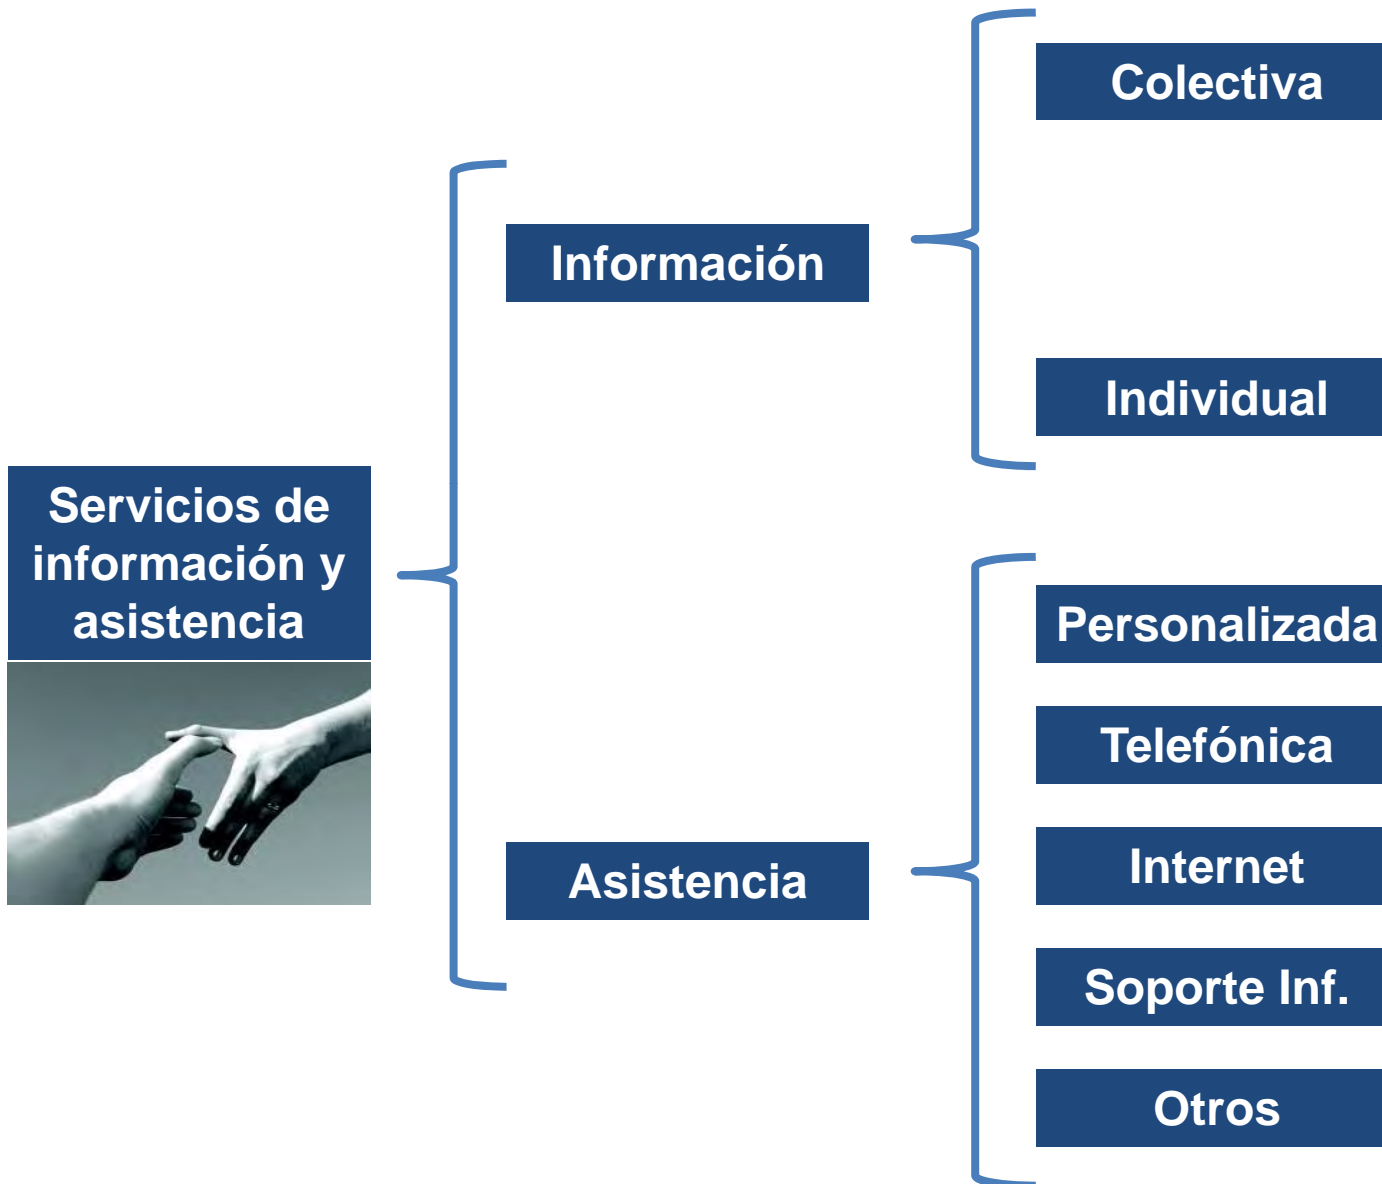 Servicios de
información y
asistencia
Información
Colectiva
Individual
Asistencia
Personalizada
Telefónica
Internet
Soporte Inf.
Otros